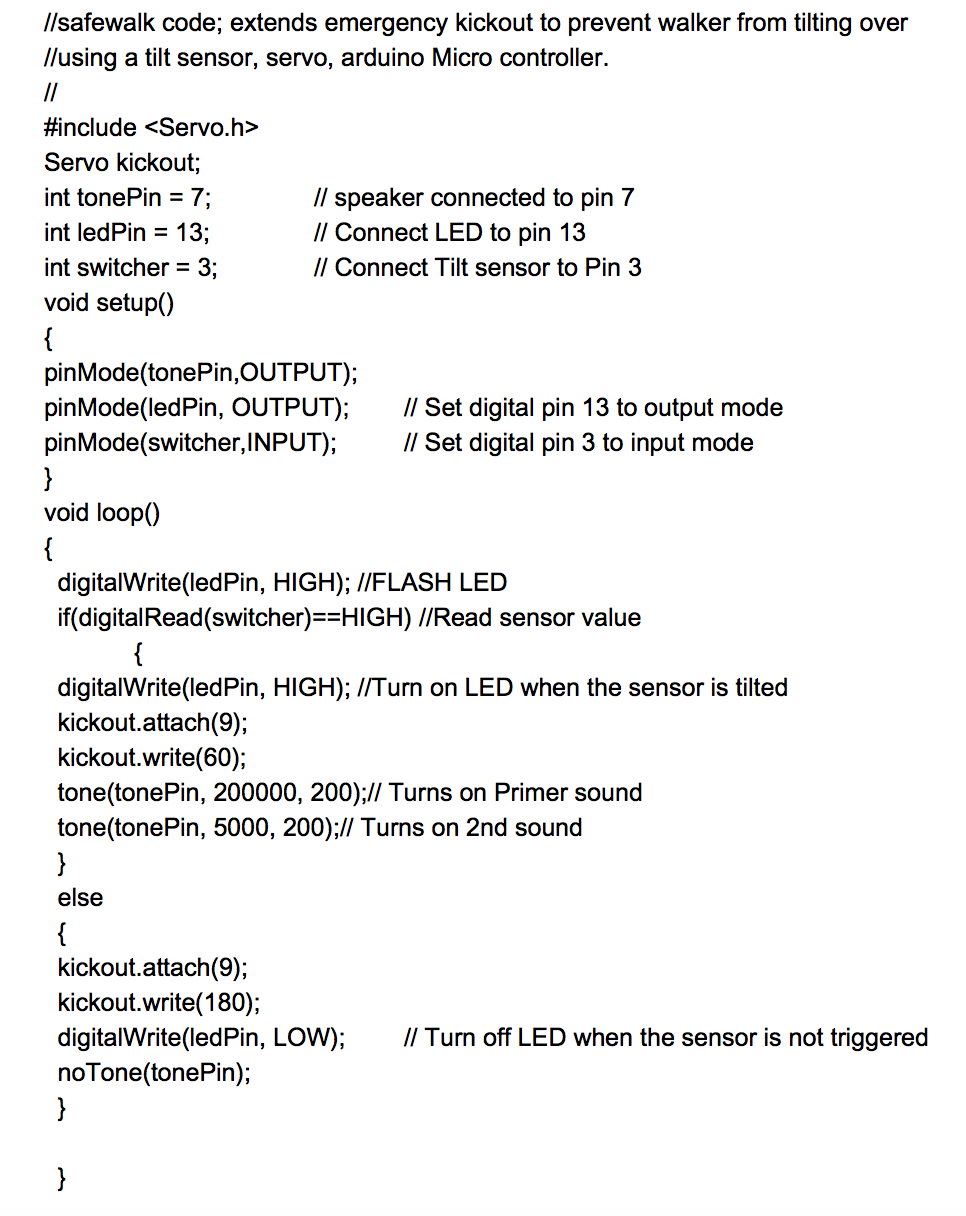 //safewalk code; extends emergency kickout to prevent walker from tilting over
//using a tilt sensor, servo, arduino Micro controller.
//
#include <Servo.h>
Servo kickout;
int tonePin = 7; // speaker connected to pin 7
int ledPin = 13; // Connect LED to pin 13
int switcher = 3; // Connect Tilt sensor to Pin 3
void setup()
{
pinMode(tonePin,OUTPUT);
pinMode(ledPin, OUTPUT); // Set digital pin 13 to output mode
pinMode(switcher,INPUT); // Set digital pin 3 to input mode
}
void loop()
{
digitalWrite(ledPin, HIGH); //FLASH LED
if(digitalRead(switcher)==HIGH) //Read sensor value
{
digitalWrite(ledPin, HIGH); //Turn on LED when the sensor is tilted
kickout.attach(9);
kickout.write(60);
tone(tonePin, 200000, 200);// Turns on Primer sound
tone(tonePin, 5000, 200);// Turns on 2nd sound
}
else
{
kickout.attach(9);
kickout.write(180);
digitalWrite(ledPin, LOW); // Turn off LED when the sensor is not triggered
noTone(tonePin);
}
}